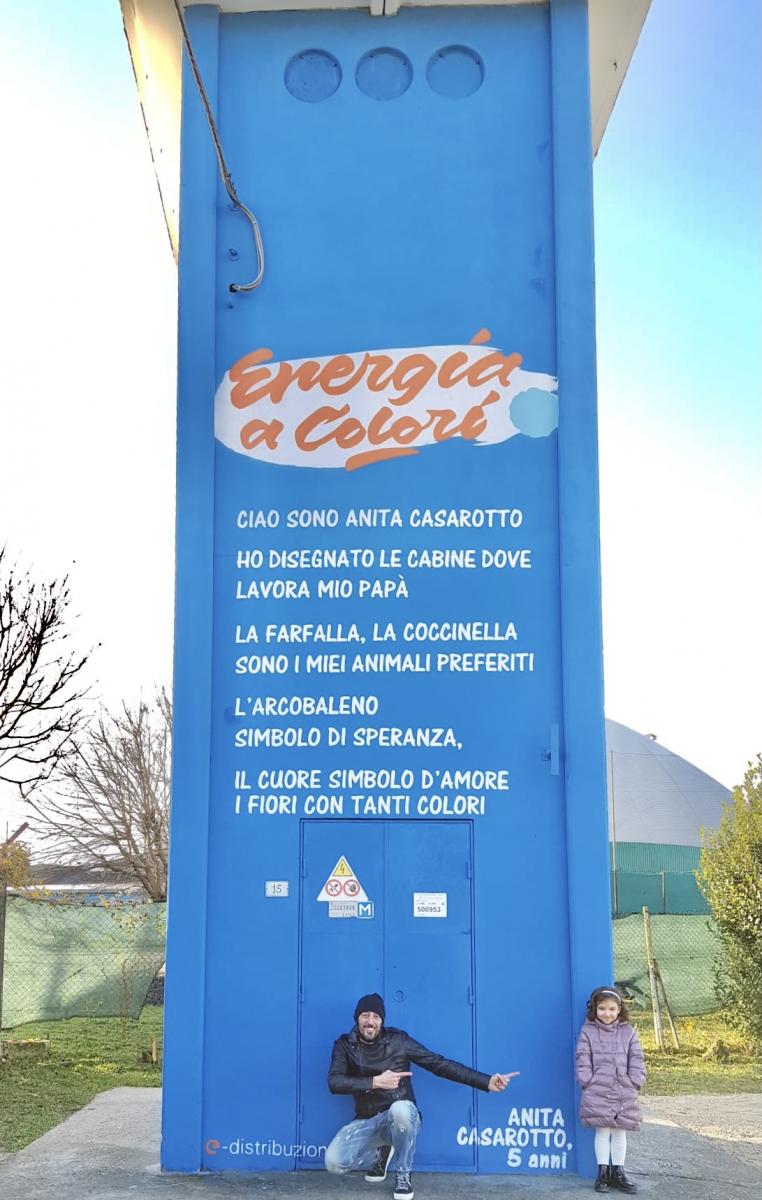 Energia
a Colori
CIAO SONO ANITA CASAROTTO
HO DISEGNATO LE CABINE DOVE
LAVORA MIO PAPÀ
LA FARFALLA, LA COCCINELLA
SONO I MIEI ANIMALI PREFERITI
L'ARCOBALENO
SIMBOLO DI SPERANZA,
IL CUORE SIMBOLO D'AMORE
I FIORI CON TANTI COLORI
15
M
500953
e-distribuzion
ANITA
CASAROTTO,
5 anni